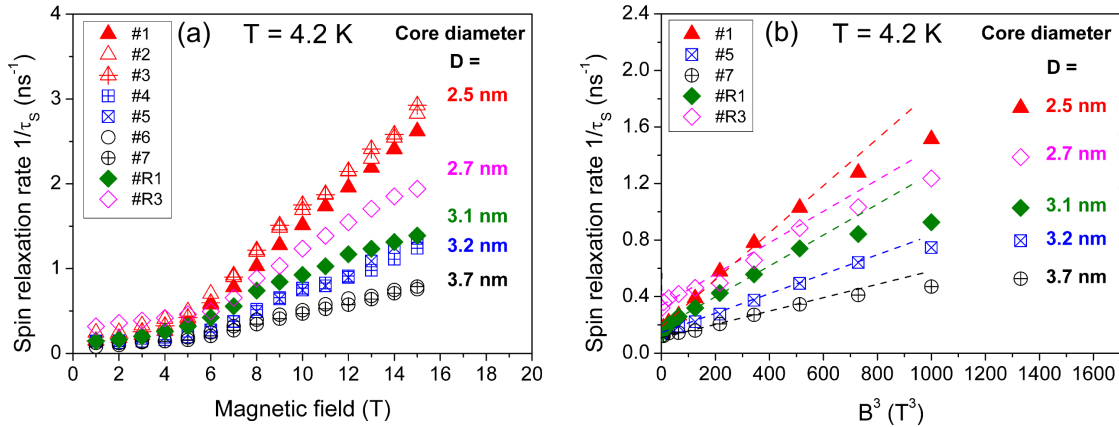 (a) T = 4.2 K
Core diameter
D =
#1
#2
#3
#4
#5
#6
#7
#R1
#R3
2.5 nm
2.7 nm
3.1 nm
3.2 nm
3.7 nm
Spin relaxation rate 1/τS (ns-1)
4
3
2
1
0
0 2 4 6 8 10 12 14 16 18 20
Magnetic field (T)
(b) T = 4.2 K
Core diameter
D =
#1
#5
#7
#R1
#R3
2.5 nm
2.7 nm
3.1 nm
3.2 nm
3.7 nm
Spin relaxation rate 1/τS (ns-1)
2.4
2.0
1.6
1.2
0.8
0.4
0.0
0 200 400 600 800 1000 1200 1400 1600
B3 (T3)